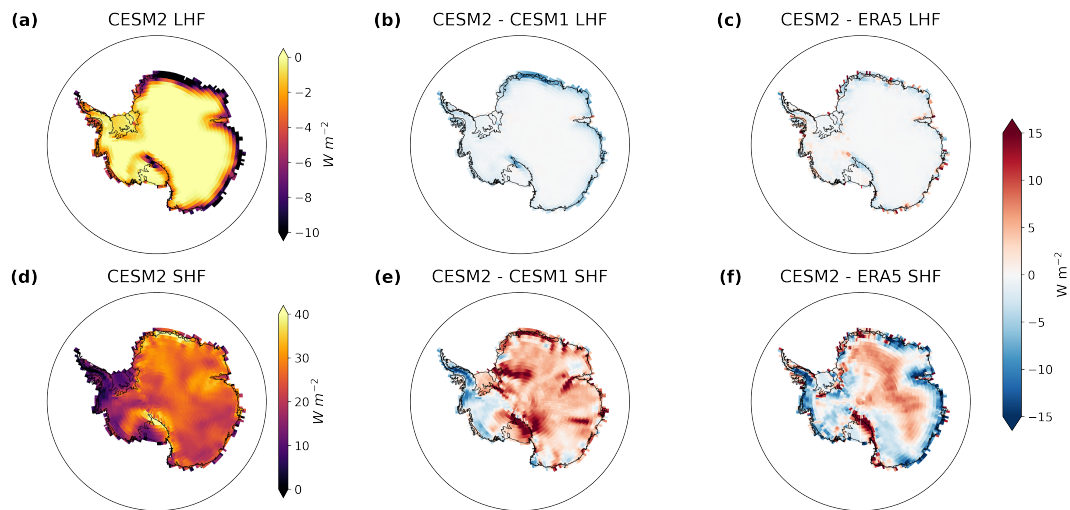 (a) CESM2 LHF
(b) CESM2 - CESM1 LHF
(c) CESM2 - ERA5 LHF
0
−2
−4
−6
−8
−10
W m⁻²
15
10
5
0
−5
−10
−15
W m⁻²
(d) CESM2 SHF
(e) CESM2 - CESM1 SHF
(f) CESM2 - ERA5 SHF
40
30
20
10
0
W m⁻²